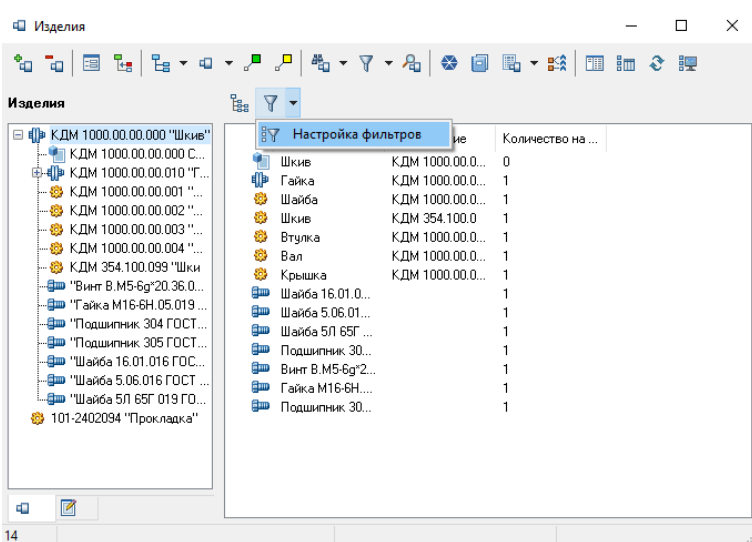 Изделия
Изделия
Настройка фильтров
Количество на ...
КДМ 1000.00.00.000 "Шкив"
КДМ 1000.00.00.000 С...
КДМ 1000.00.00.010 "Г...
КДМ 1000.00.00.001 "...
КДМ 1000.00.00.002 "...
КДМ 1000.00.00.003 "...
КДМ 1000.00.00.004 "...
КДМ 354.100.099 "Шки
"Винт В.М5-6g*20.36.0...
"Гайка М16-6Н.05.019 ...
"Подшипник 304 ГОСТ...
"Подшипник 305 ГОСТ...
"Шайба 16.01.016 ГОС...
"Шайба 5.06.016 ГОСТ ...
"Шайба 5Л 65Г 019 ГО...
101-2402094 "Прокладка"
Шкив КДМ 1000.00.0... 0
Гайка КДМ 1000.00.0... 1
Шайба КДМ 1000.00.0... 1
Шкив КДМ 354.100.0 1
Втулка КДМ 1000.00.0... 1
Вал КДМ 1000.00.0... 1
Крышка КДМ 1000.00.0... 1
Шайба 16.01.0... 1
Шайба 5.06.01... 1
Шайба 5Л 65Г ... 1
Подшипник 30... 1
Винт В.М5-6g*2... 1
Гайка М16-6Н.... 1
Подшипник 30... 1
14